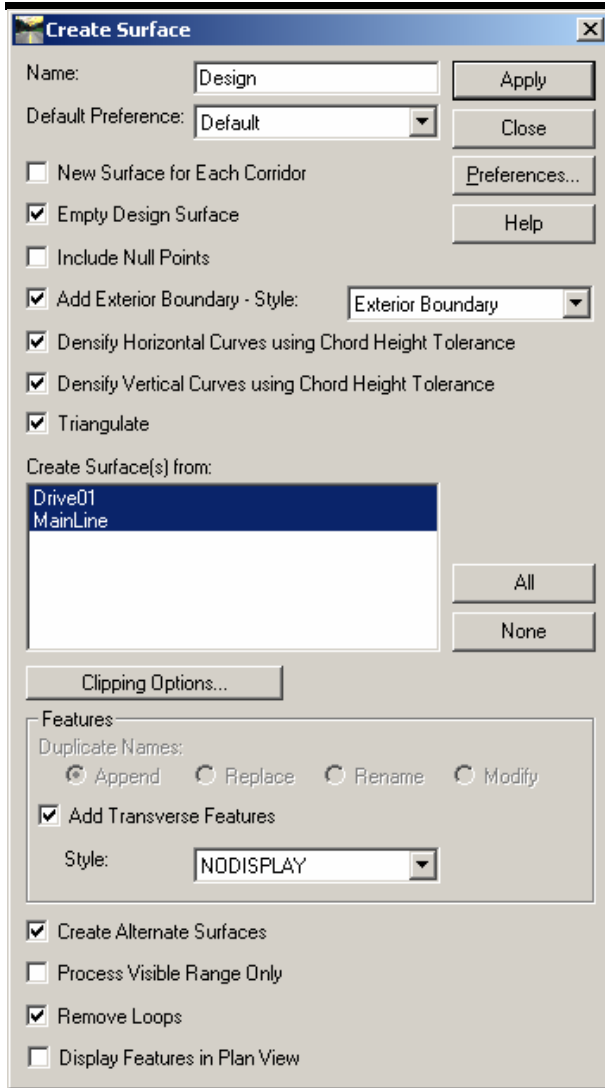 Create Surface
Name: Design Apply
Default Preference: Default Close
New Surface for Each Corridor Preferences...
Empty Design Surface Help
Include Null Points
Add Exterior Boundary - Style: Exterior Boundary
Densify Horizontal Curves using Chord Height Tolerance
Densify Vertical Curves using Chord Height Tolerance
Triangulate
Create Surface(s) from:
Drive01
MainLine
All
None
Clipping Options...
Features
Duplicate Names:
Append Replace Rename Modify
Add Transverse Features
Style: NODISPLAY
Create Alternate Surfaces
Process Visible Range Only
Remove Loops
Display Features in Plan View